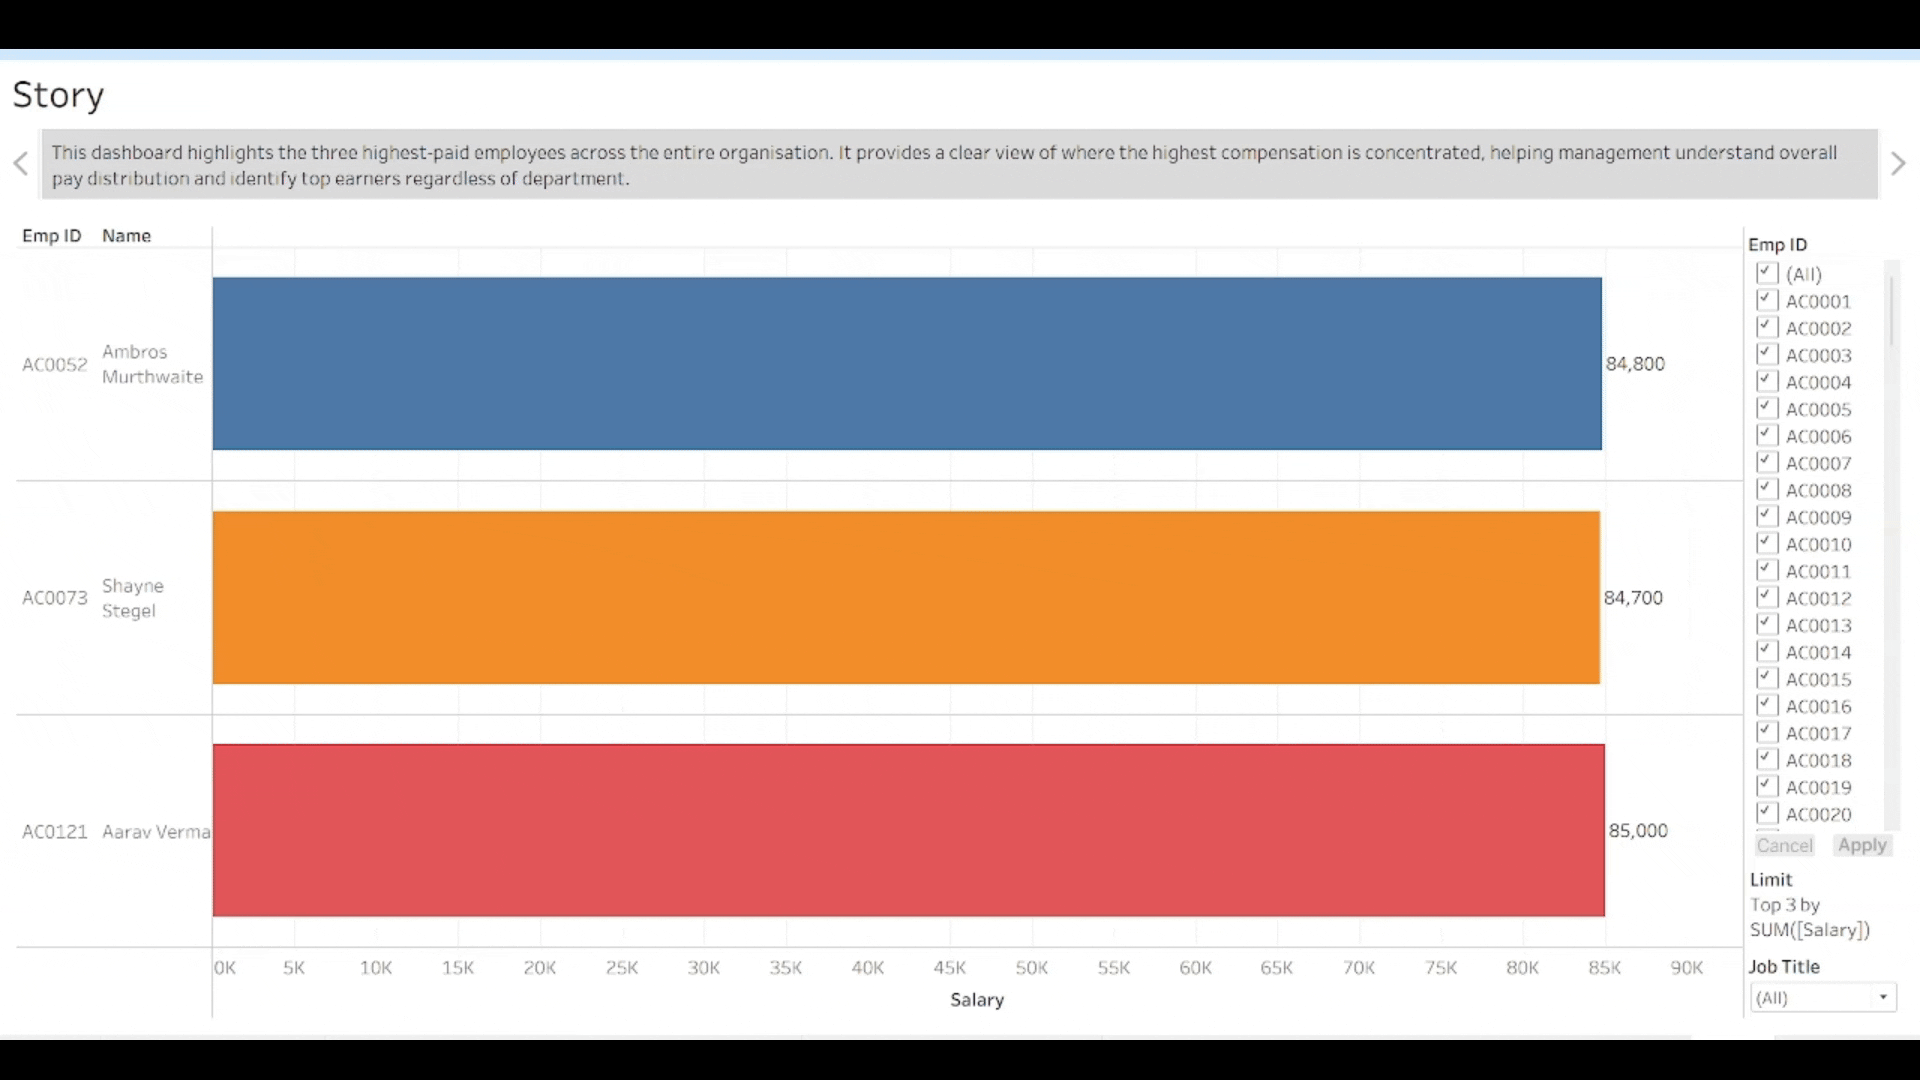 Story
This dashboard highlights the three highest-paid employees across the entire organisation. It provides a clear view of where the highest compensation is concentrated, helping management understand overall
pay distribution and identify top earners regardless of department.
Emp ID Name
AC0052 Ambros
Murthwaite
84,800
AC0073 Shayne
Stegel
84,700
AC0121 Aarav Verma
85,000
0K 5K 10K 15K 20K 25K 30K 35K 40K 45K 50K 55K 60K 65K 70K 75K 80K 85K 90K
Salary
Emp ID
(All)
AC0001
AC0002
AC0003
AC0004
AC0005
AC0006
AC0007
AC0008
AC0009
AC0010
AC0011
AC0012
AC0013
AC0014
AC0015
AC0016
AC0017
AC0018
AC0019
AC0020
Cancel Apply
Limit
Top 3 by
SUM([Salary])
Job Title
(All)